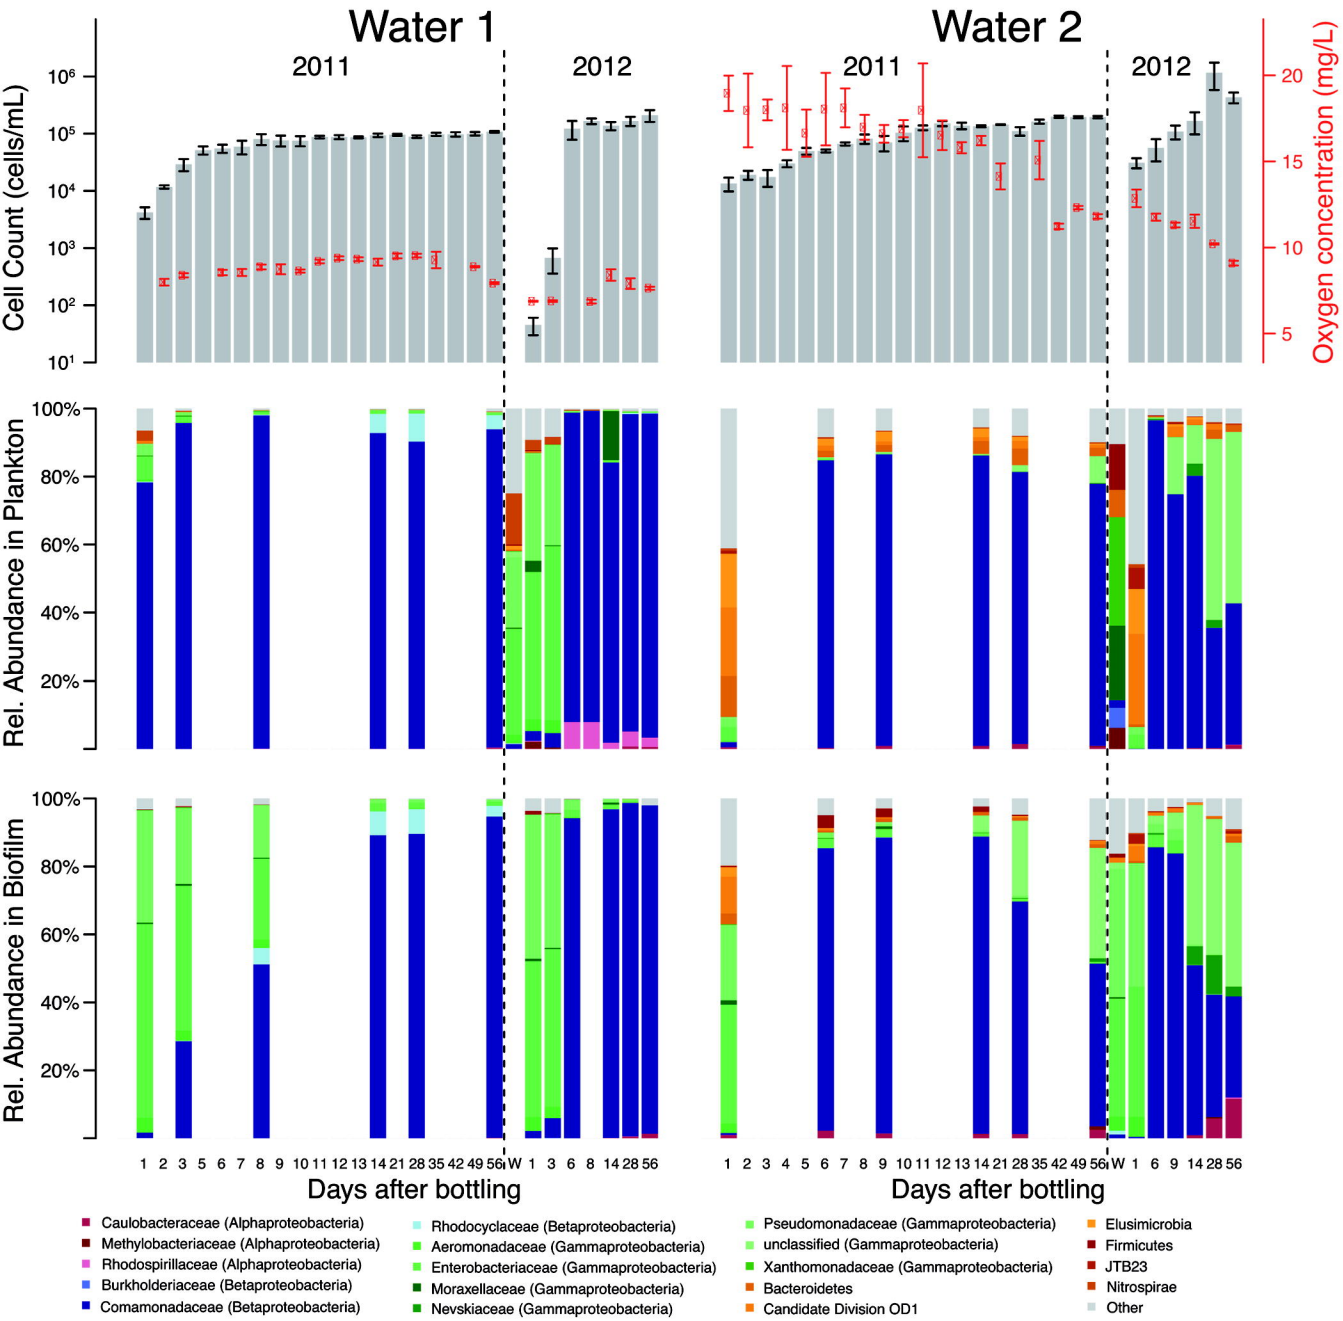 Water 1
Water 2
2011
2012
2011
2012
Cell Count (cells/mL)
10⁶
10⁵
10⁴
10³
10²
10¹
Oxygen concentration (mg/L)
20
15
10
5
Rel. Abundance in Plankton
100%
80%
60%
40%
20%
Rel. Abundance in Biofilm
100%
80%
60%
40%
20%
1 2 3 5 6 7 8 9 10 11 12 13 14 21 28 35 42 49 56 W 1 3 6 8 14 28 56
1 2 3 4 5 6 7 8 9 10 11 12 13 14 21 28 35 42 49 56 W 1 6 9 14 28 56
Days after bottling
Days after bottling
Caulobacteraceae (Alphaproteobacteria)
Methylobacteriaceae (Alphaproteobacteria)
Rhodospirillaceae (Alphaproteobacteria)
Burkholderiaceae (Betaproteobacteria)
Comamonadaceae (Betaproteobacteria)
Rhodocyclaceae (Betaproteobacteria)
Aeromonadaceae (Gammaproteobacteria)
Enterobacteriaceae (Gammaproteobacteria)
Moraxellaceae (Gammaproteobacteria)
Nevskiaceae (Gammaproteobacteria)
Pseudomonadaceae (Gammaproteobacteria)
unclassified (Gammaproteobacteria)
Xanthomonadaceae (Gammaproteobacteria)
Bacteroidetes
Candidate Division OD1
Elusimicrobia
Firmicutes
JTB23
Nitrospirae
Other